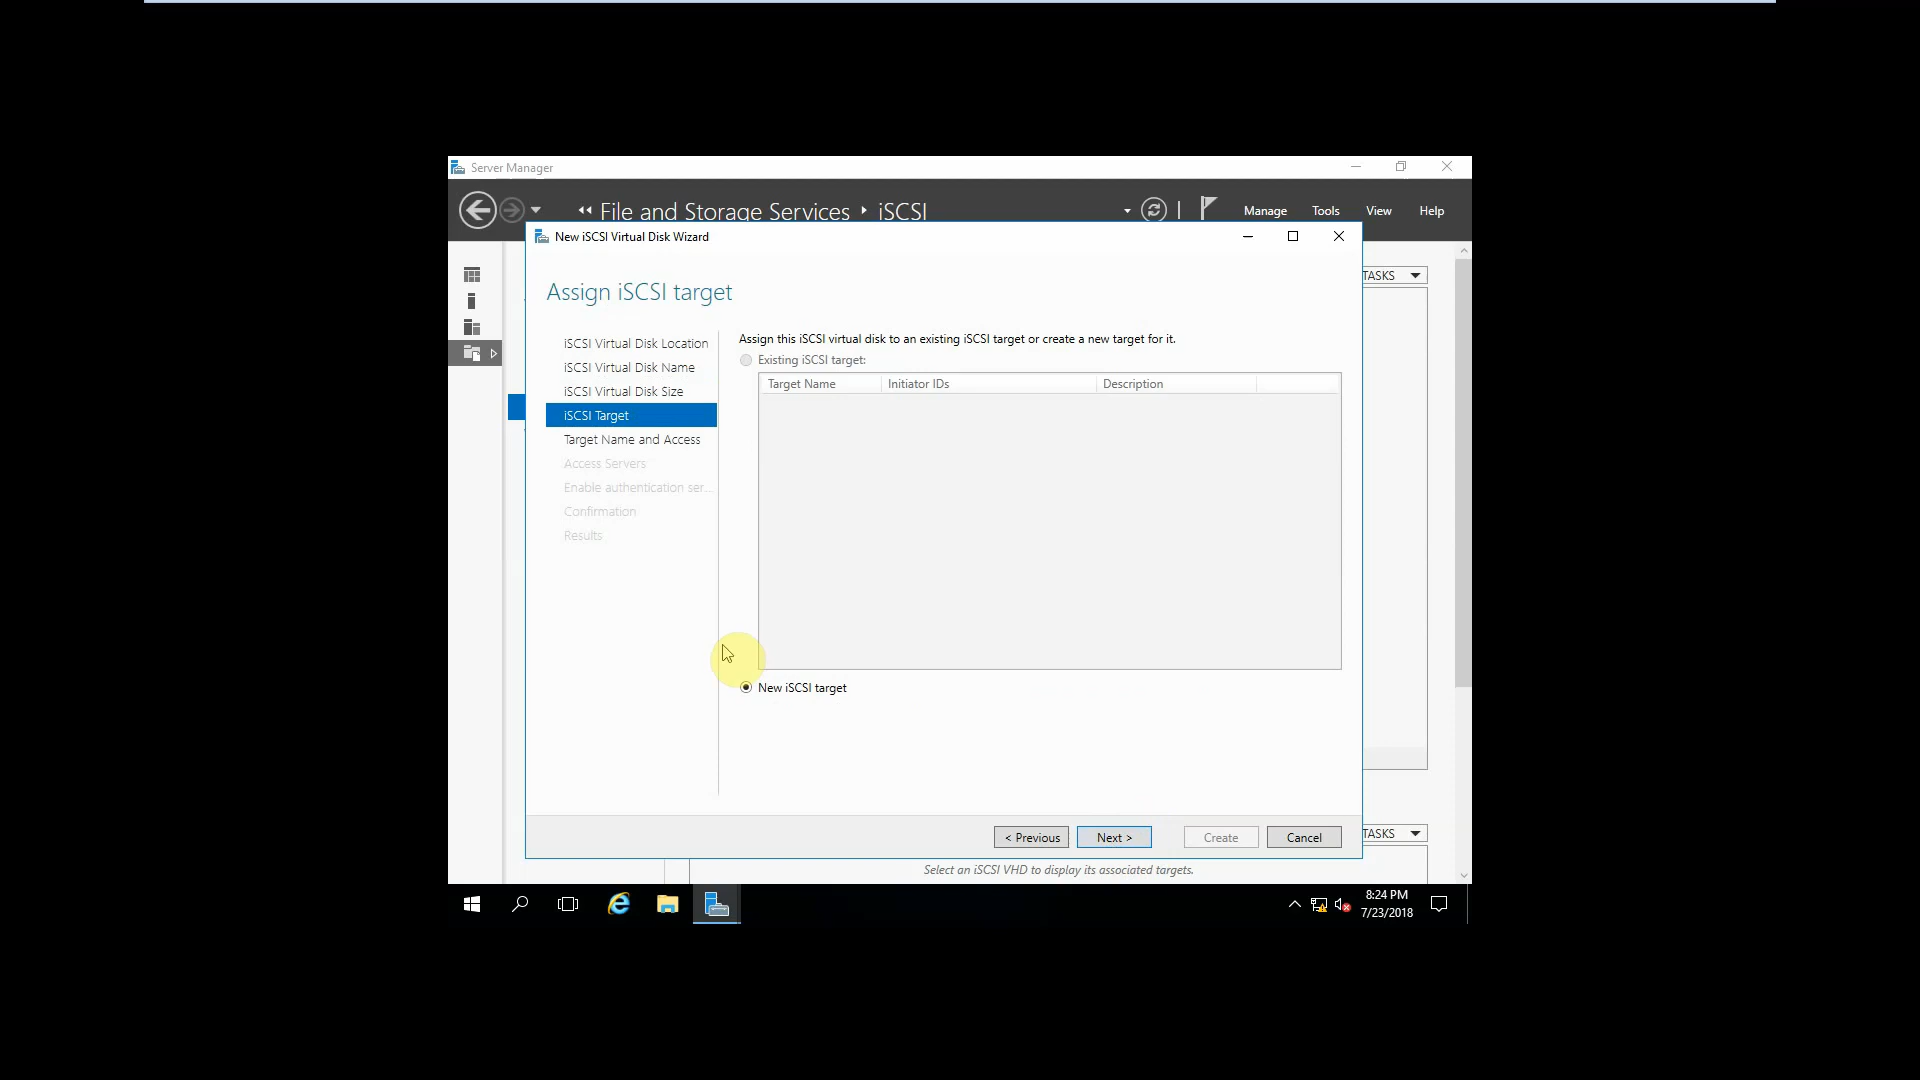 Server Manager
File and Storage Services
iSCSI
Manage
Tools
View
Help
New iSCSI Virtual Disk Wizard
TASKS
Assign iSCSI target
iSCSI Virtual Disk Location
iSCSI Virtual Disk Name
iSCSI Virtual Disk Size
iSCSI Target
Target Name and Access
Access Servers
Enable authentication ser...
Confirmation
Results
Assign this iSCSI virtual disk to an existing iSCSI target or create a new target for it.
Existing iSCSI target:
Target Name
Initiator IDs
Description
New iSCSI target
< Previous
Next >
Create
Cancel
TASKS
Select an iSCSI VHD to display its associated targets.
8:24 PM
7/23/2018